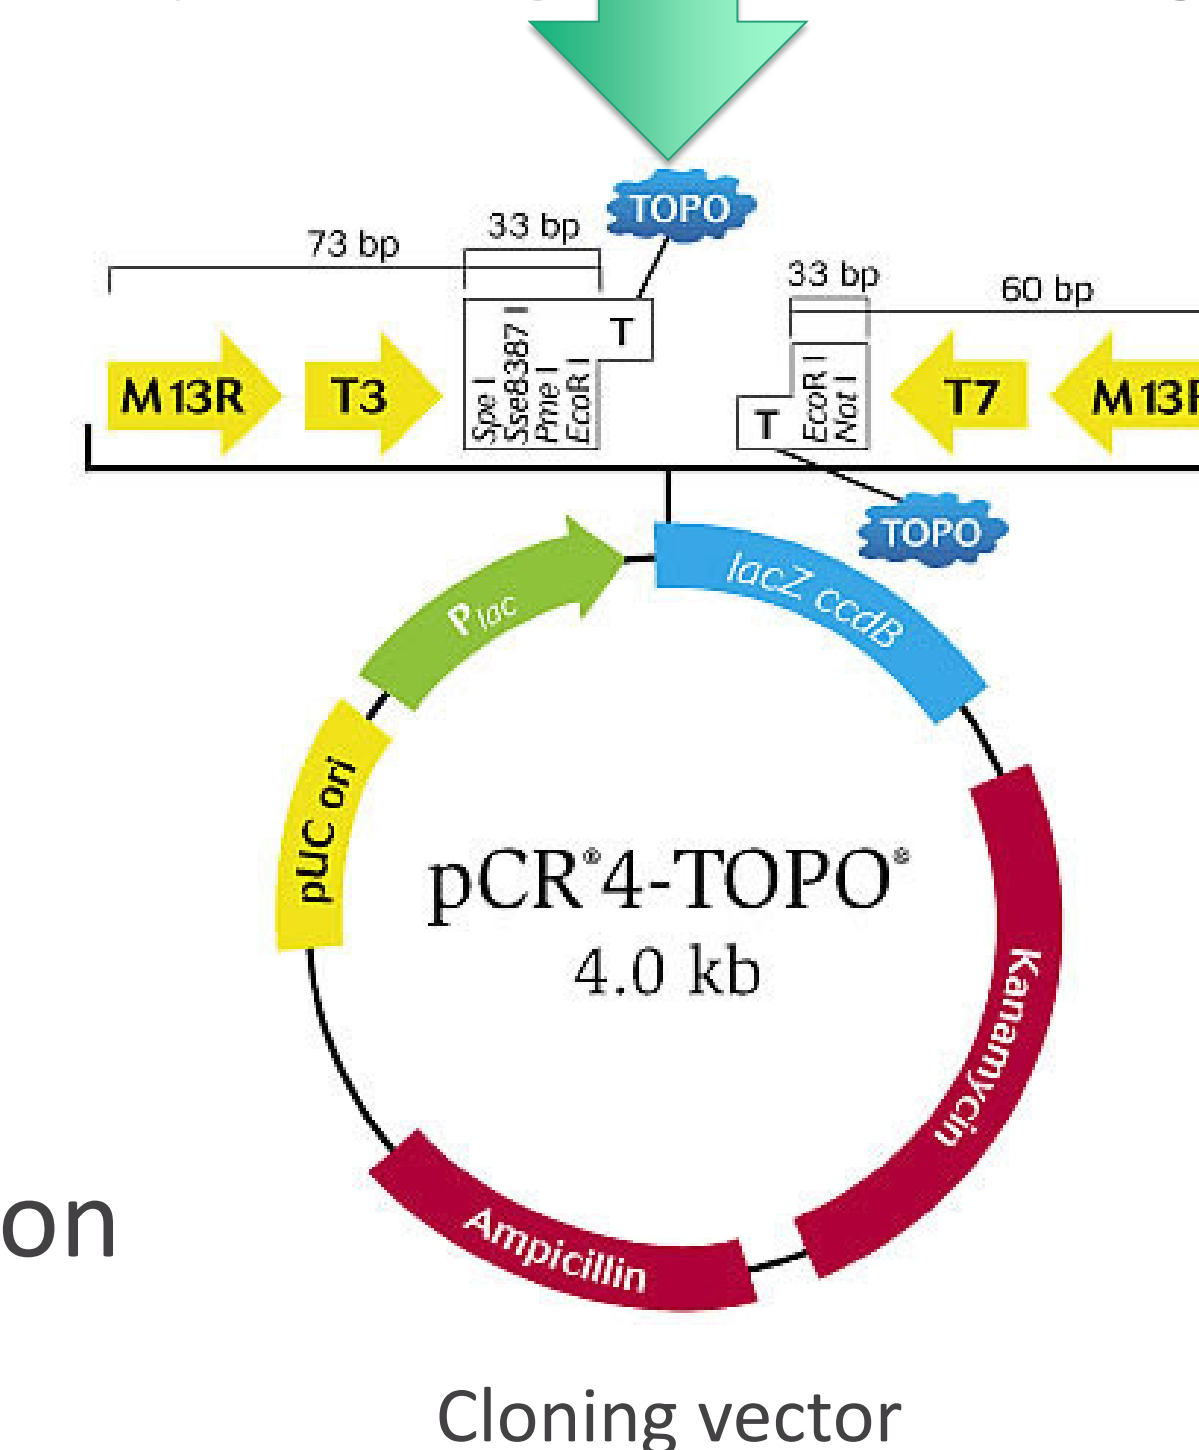 TOPO
33 bp
73 bp
33 bp
60 bp
M13R
T3
Spe I
Sse8387 I
Pme I
EcoR I
T
T
EcoR I
Not I
T7
TOPO
Plac
lacZ ccdB
pUC ori
pCR®4-TOPO®
4.0 kb
Kanamycin
Ampicillin
on
Cloning vector